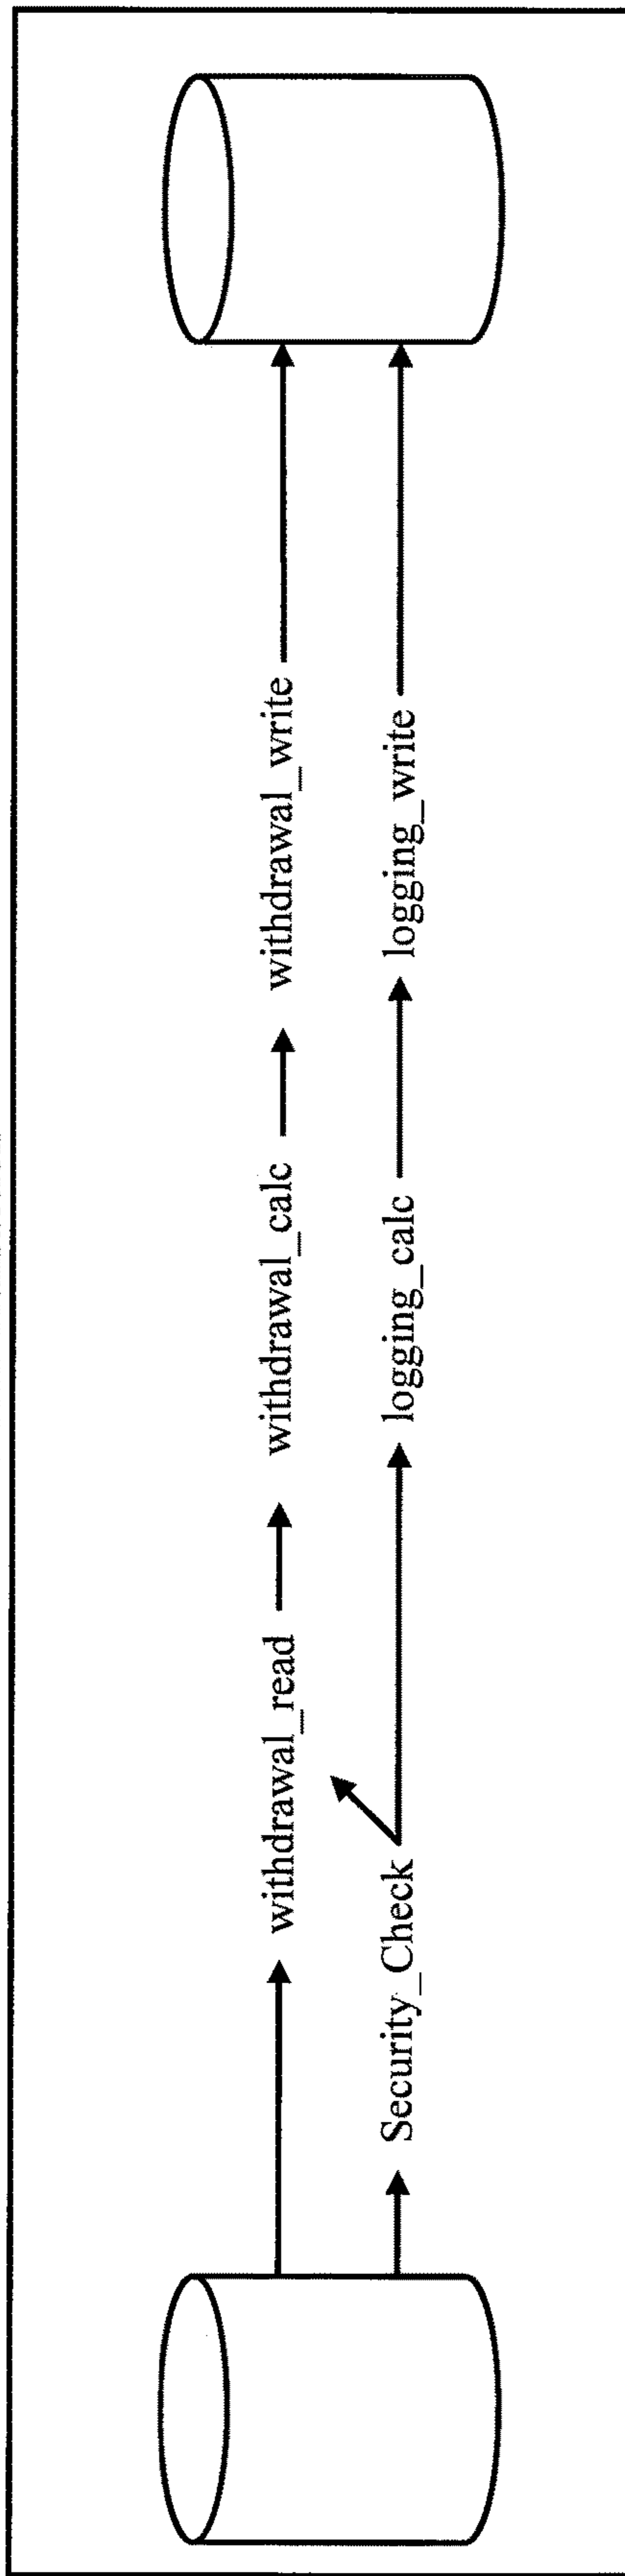 withdrawal_read
withdrawal_calc
withdrawal_write
Security_Check
logging_calc
logging_write